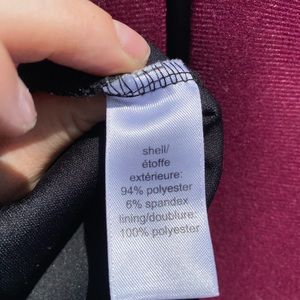 shell/
étoffe
extérieure:
94% polyester
6% spandex
lining/doublure:
100% polyester